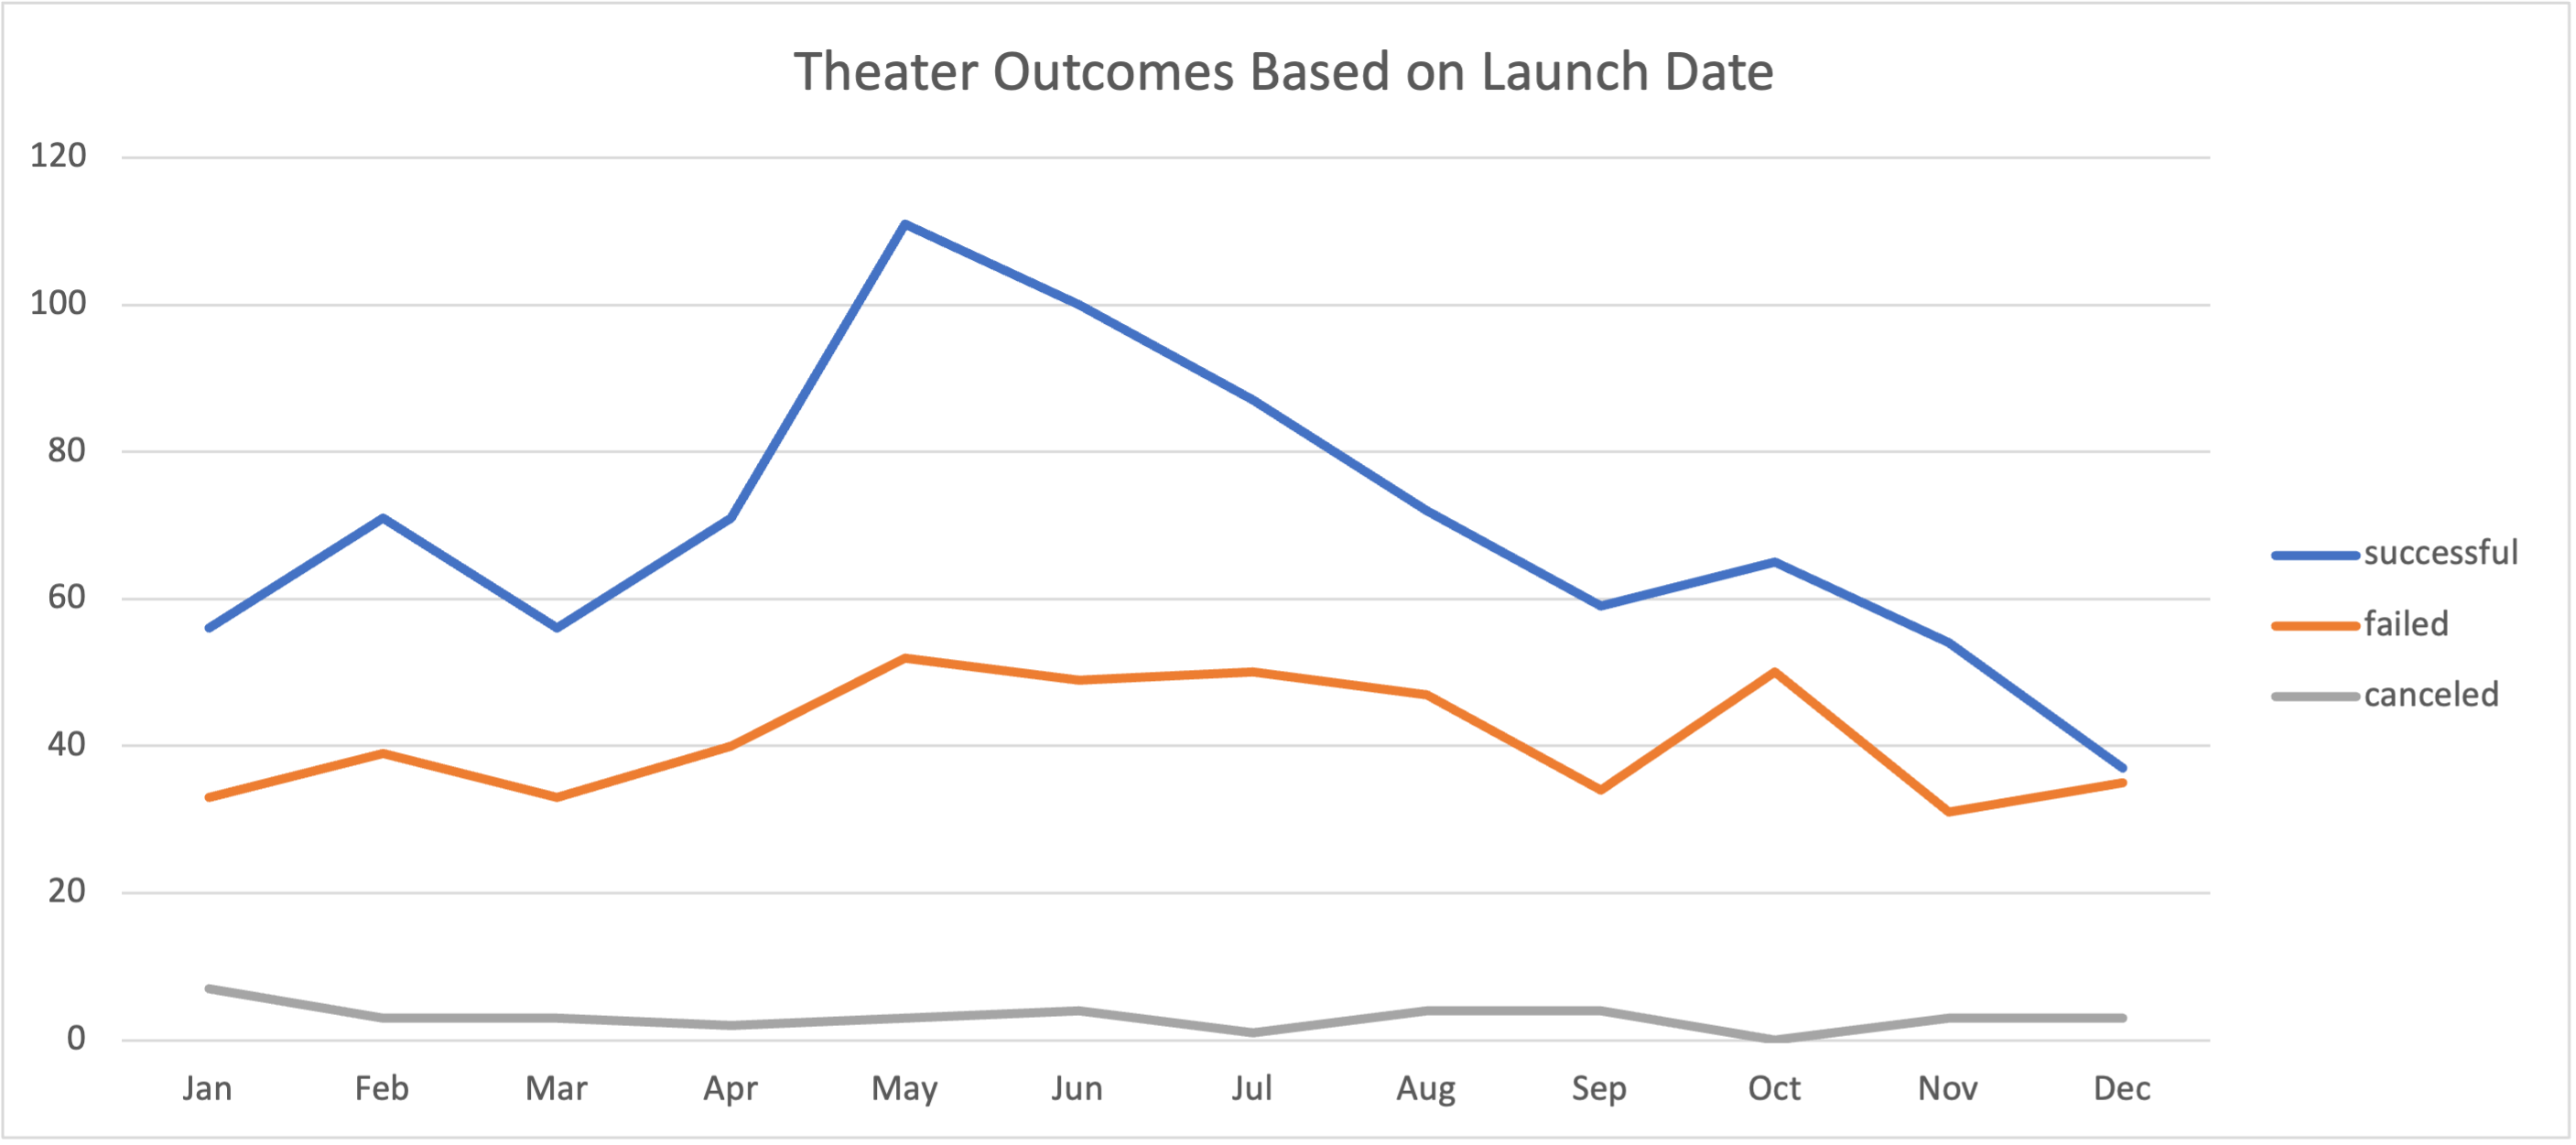 Theater Outcomes Based on Launch Date
120
100
80
60
40
20
0
Jan Feb Mar Apr May Jun Jul Aug Sep Oct Nov Dec
successful
failed
canceled